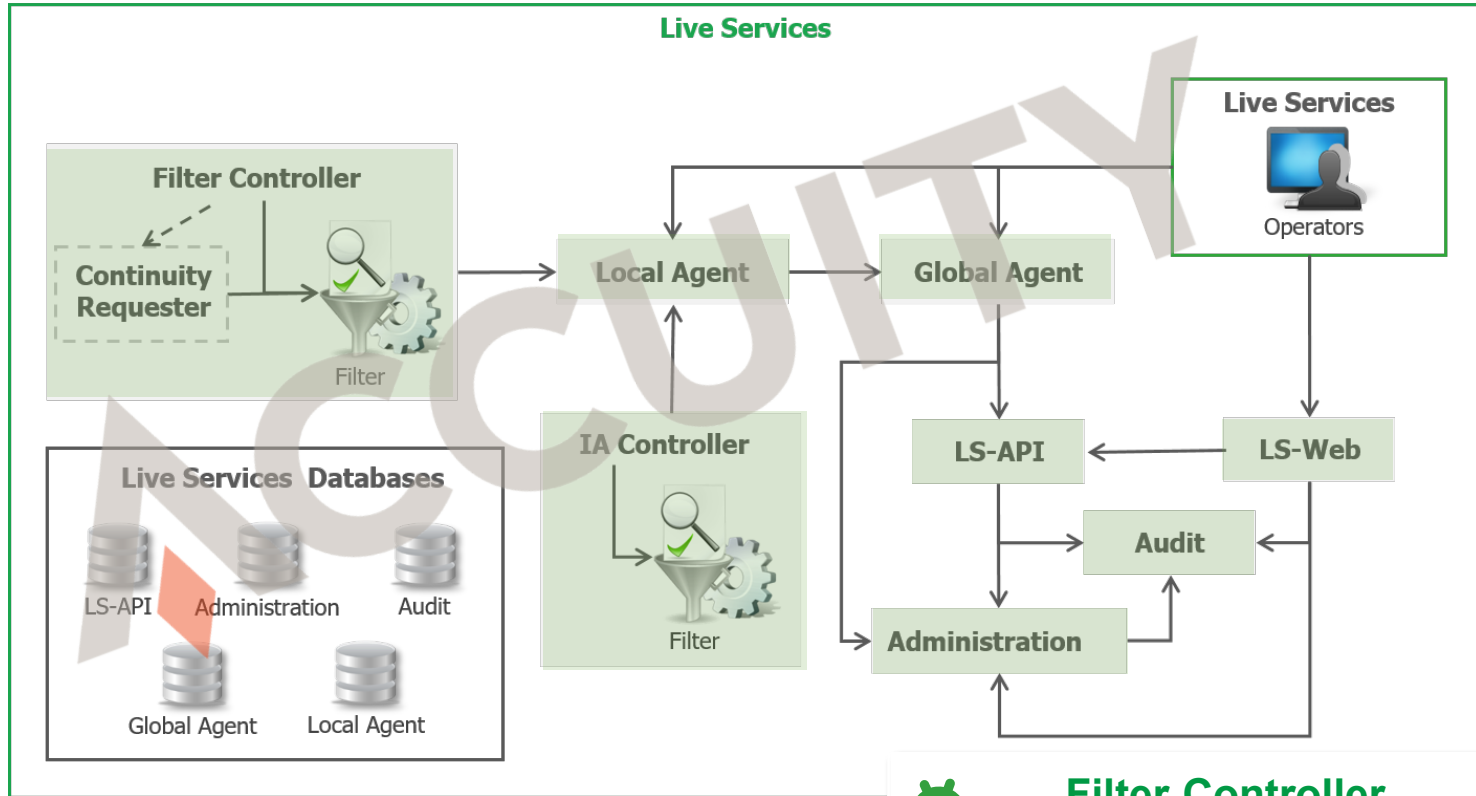 Live Services
Live Services
Operators
Filter Controller
Continuity
Requester
Filter
Local Agent
Global Agent
IA Controller
Filter
LS-API
LS-Web
Audit
Administration
Live Services Databases
LS-API
Administration
Audit
Global Agent
Local Agent
ACCUITY
Filter Controller